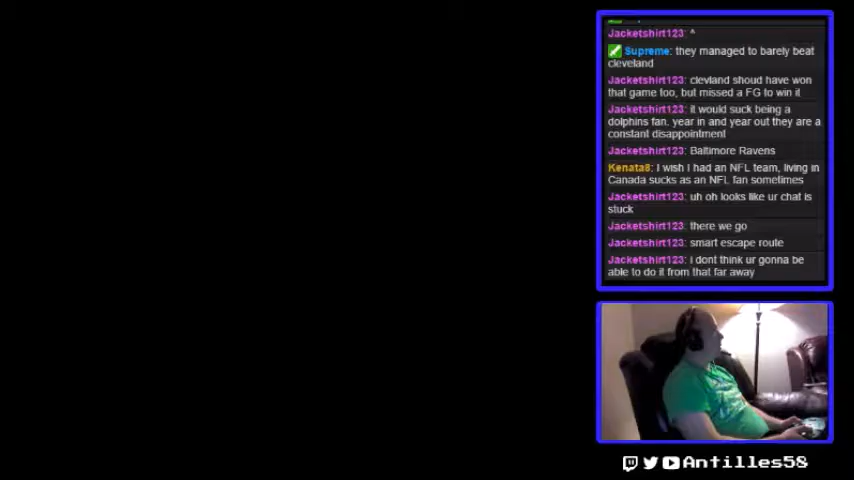 Jacketshirt123: ^
Supreme: they managed to barely beat
cleveland
Jacketshirt123: clevland shoud have won
that game too, but missed a FG to win it
Jacketshirt123: it would suck being a
dolphins fan. year in and year out they are a
constant disappointment
Jacketshirt123: Baltimore Ravens
Kenata8: I wish I had an NFL team, living in
Canada sucks as an NFL fan sometimes
Jacketshirt123: uh oh looks like ur chat is
stuck
Jacketshirt123: there we go
Jacketshirt123: smart escape route
Jacketshirt123: i dont think ur gonna be
able to do it from that far away
Antilles58